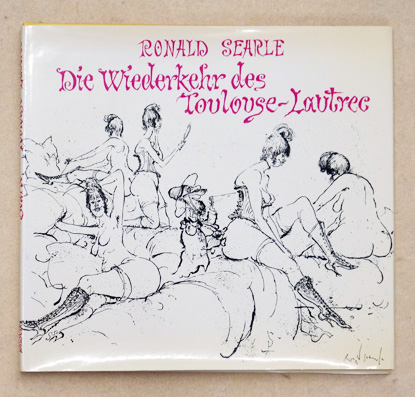 RONALD SEARLE
Die Wiederkehr des
Toulouse-Lautrec